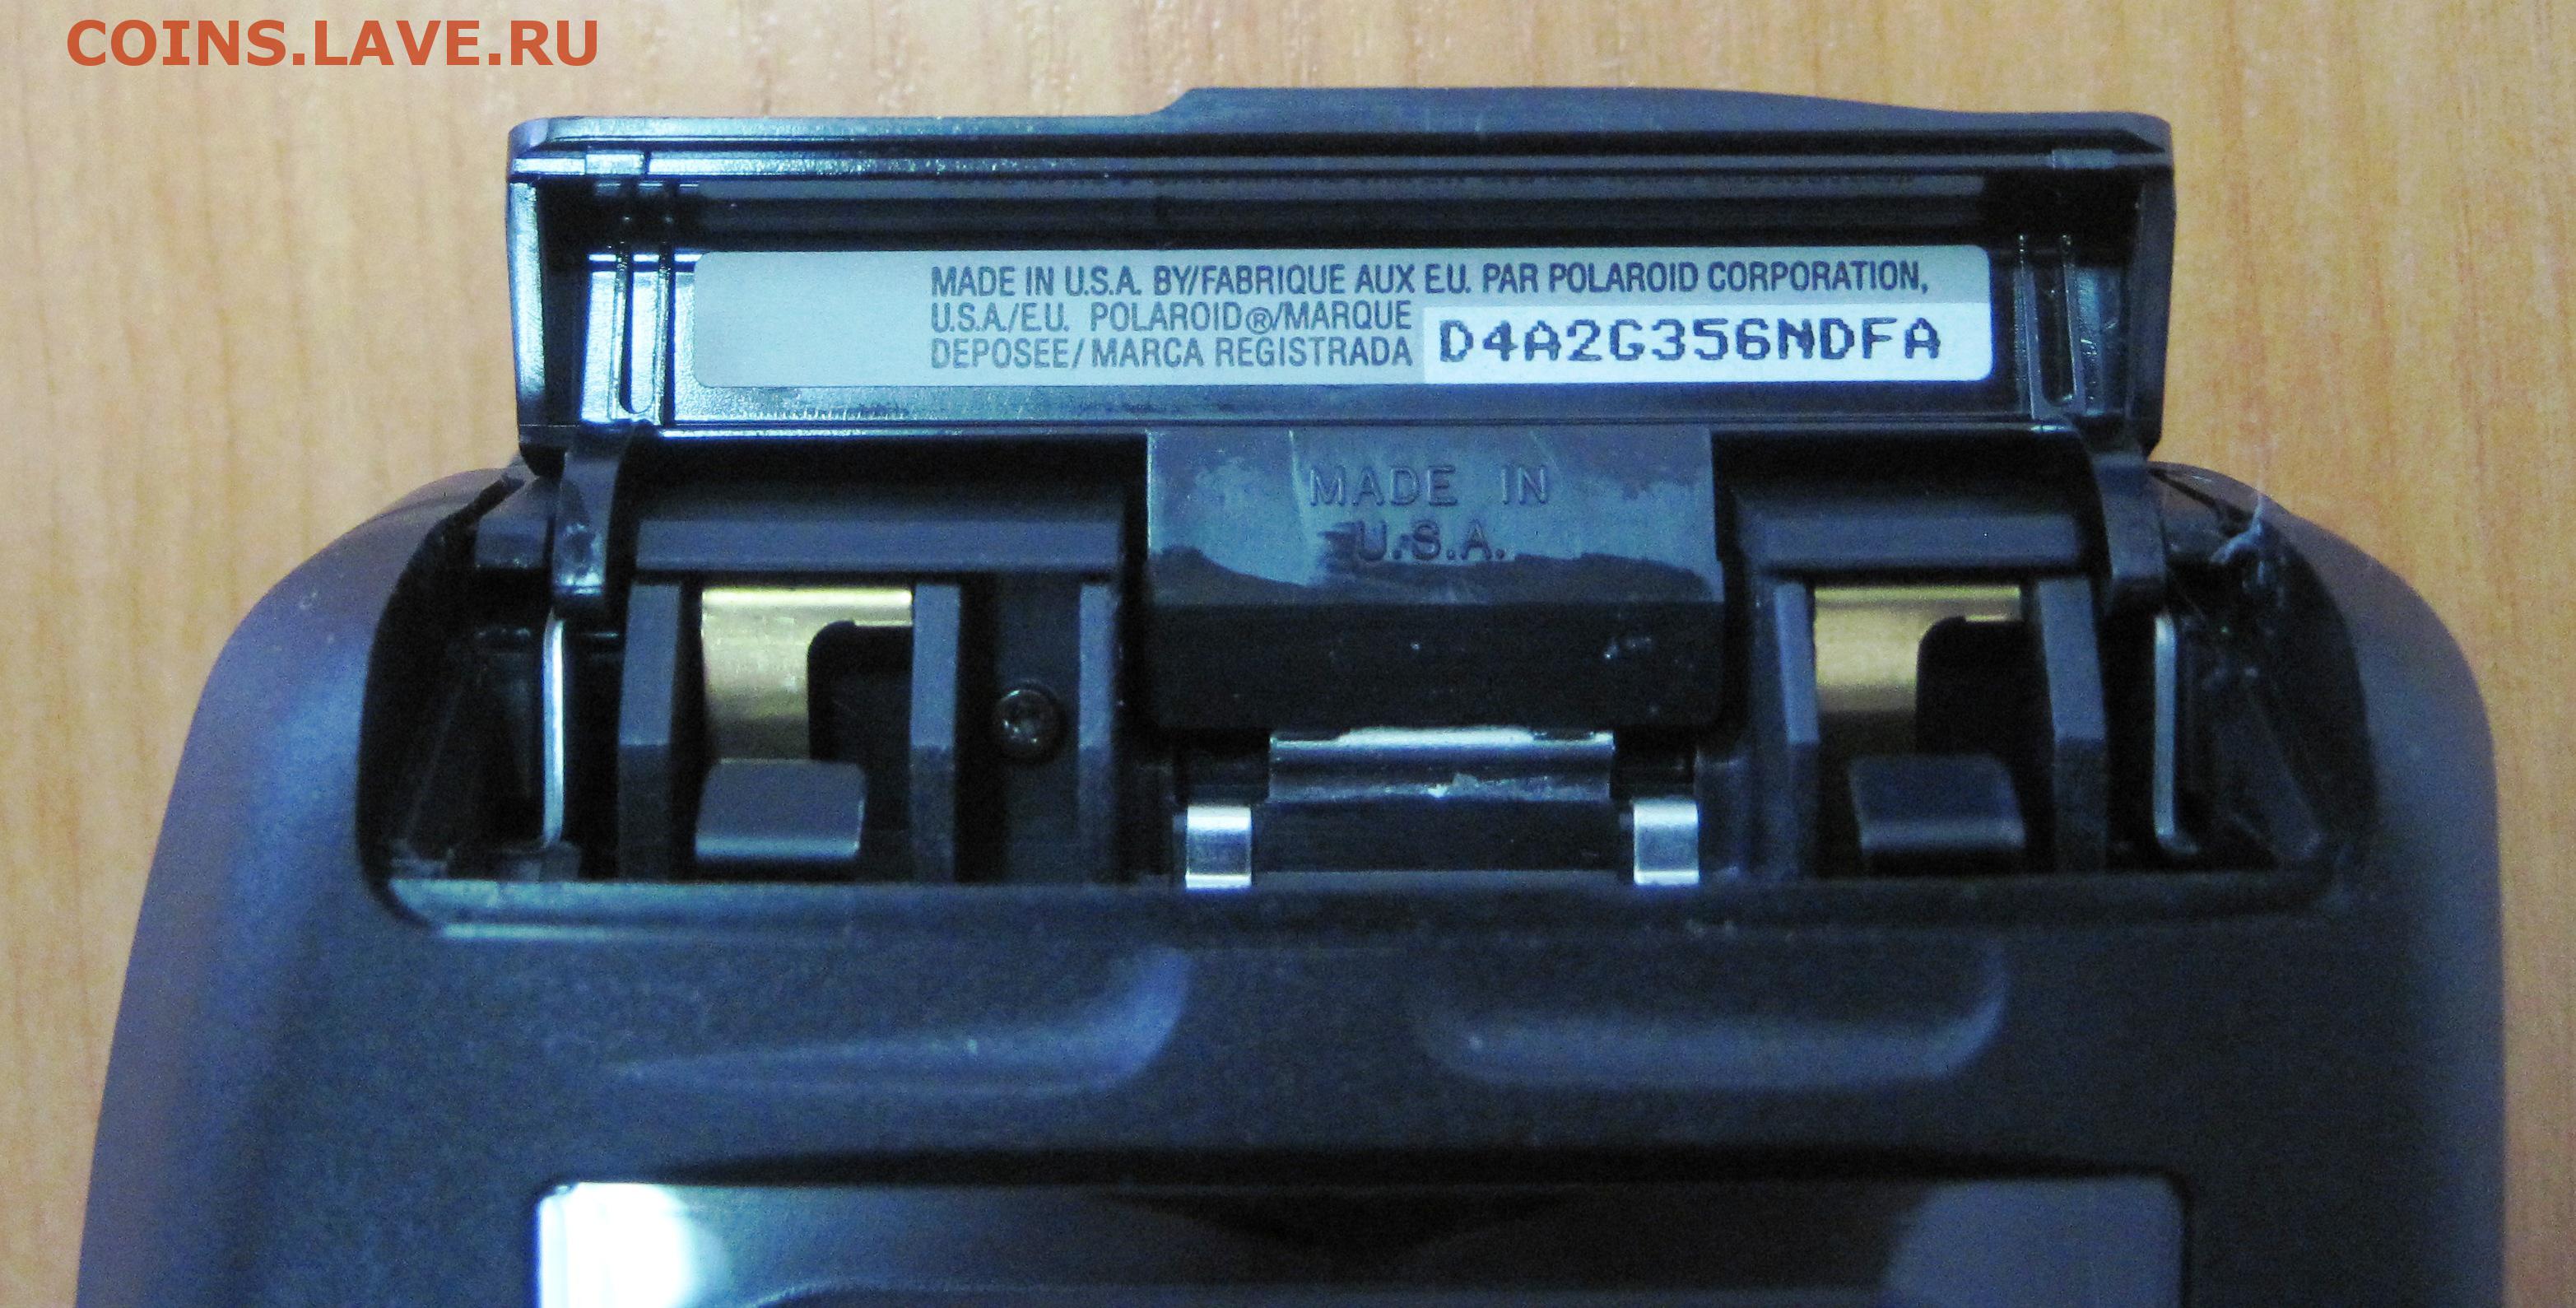 COINS.LAVE.RU
MADE IN U.S.A. BY/FABRIQUE AUX E.U. PAR POLAROID CORPORATION,
U.S.A./E.U. POLAROID®/MARQUE
DEPOSEE/ MARCA REGISTRADA D4A2G356NDFA
MADE IN
U.S.A.